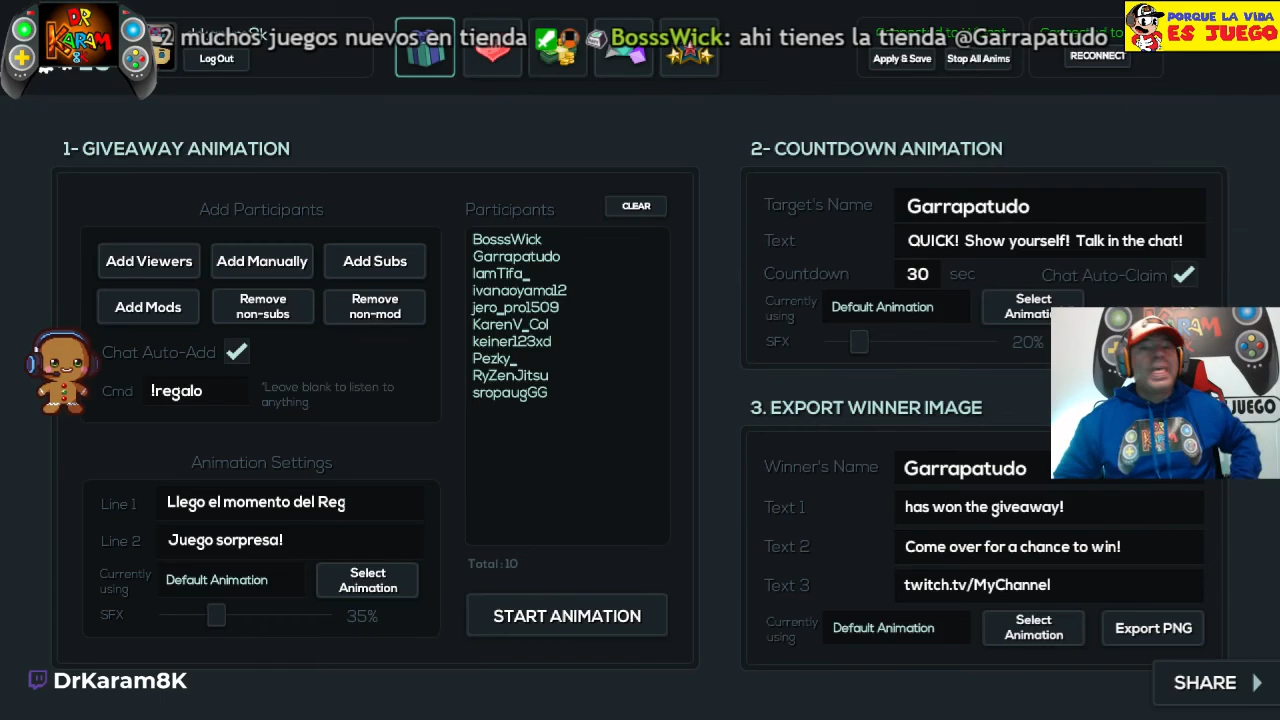 DR KARAM 8K
muchos juegos nuevos en tienda BosssWick: ahi tienes la tienda @Garrapatudo
PORQUE LA VIDA
ES JUEGO
Log Out
Apply & Save
Stop All Anims
RECONNECT
1- GIVEAWAY ANIMATION
Add Participants
Add Viewers
Add Manually
Add Subs
Add Mods
Remove non-subs
Remove non-mod
Chat Auto-Add
Cmd !regalo
*Leave blank to listen to anything
Participants
CLEAR
BosssWick
Garrapatudo
IamTifa_
ivanaoyama12
jero_pro1509
KarenV_Col
keiner123xd
Pezky_
RyZenJitsu
sropaugGG
Total : 10
START ANIMATION
Animation Settings
Line 1 Llego el momento del Reg
Line 2 Juego sorpresa!
Currently using Default Animation
Select Animation
SFX 35%
2- COUNTDOWN ANIMATION
Target's Name Garrapatudo
Text QUICK! Show yourself! Talk in the chat!
Countdown 30 sec
Chat Auto-Claim
Currently using Default Animation
Select
SFX 20%
3. EXPORT WINNER IMAGE
Winner's Name Garrapatudo
Text 1 has won the giveaway!
Text 2 Come over for a chance to win!
Text 3 twitch.tv/MyChannel
Currently using Default Animation
Select Animation
Export PNG
JUEGO
DrKaram8K
SHARE